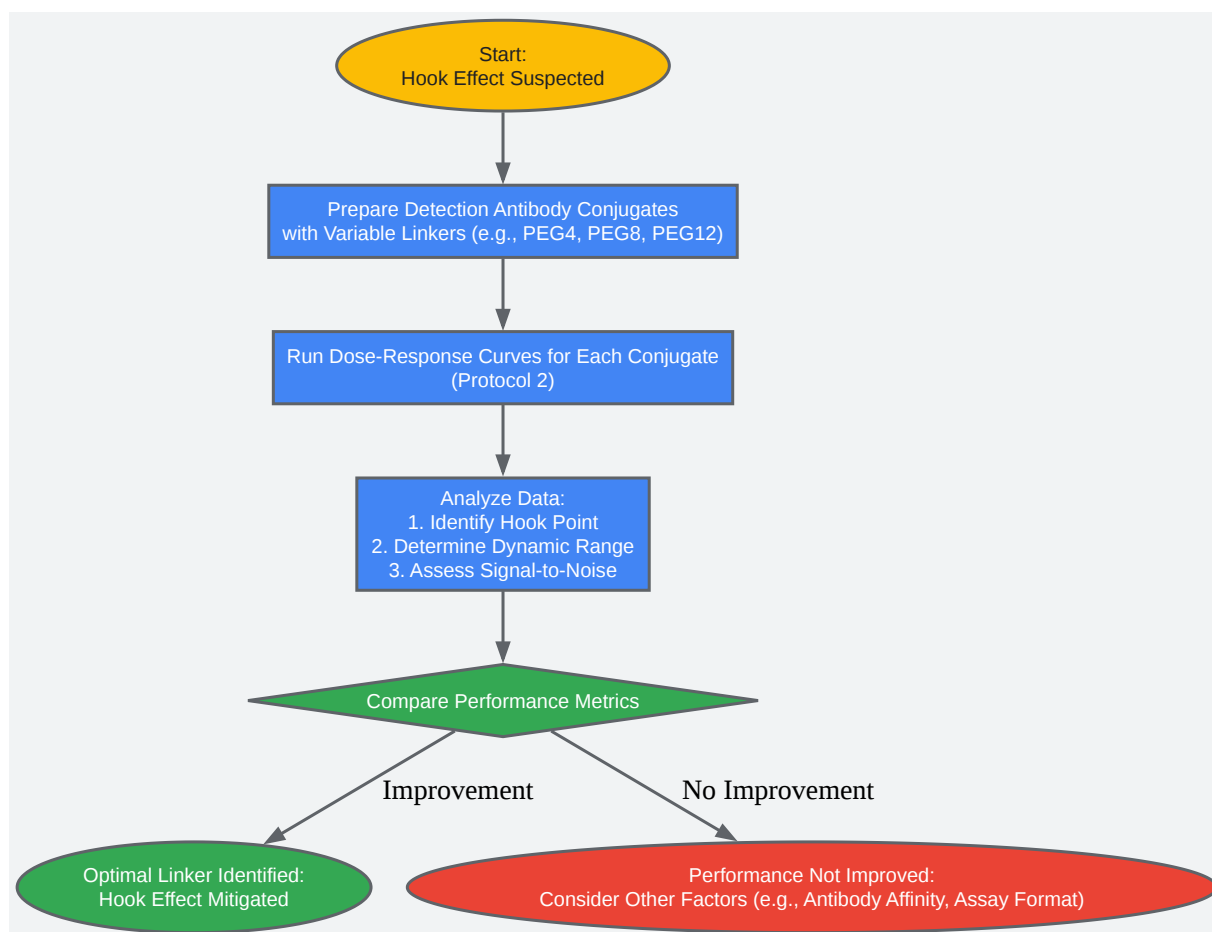 Start:
Hook Effect Suspected
Prepare Detection Antibody Conjugates
with Variable Linkers (e.g., PEG4, PEG8, PEG12)
Run Dose-Response Curves for Each Conjugate
(Protocol 2)
Analyze Data:
1. Identify Hook Point
2. Determine Dynamic Range
3. Assess Signal-to-Noise
Compare Performance Metrics
Improvement
No Improvement
Optimal Linker Identified:
Hook Effect Mitigated
Performance Not Improved:
Consider Other Factors (e.g., Antibody Affinity, Assay Format)